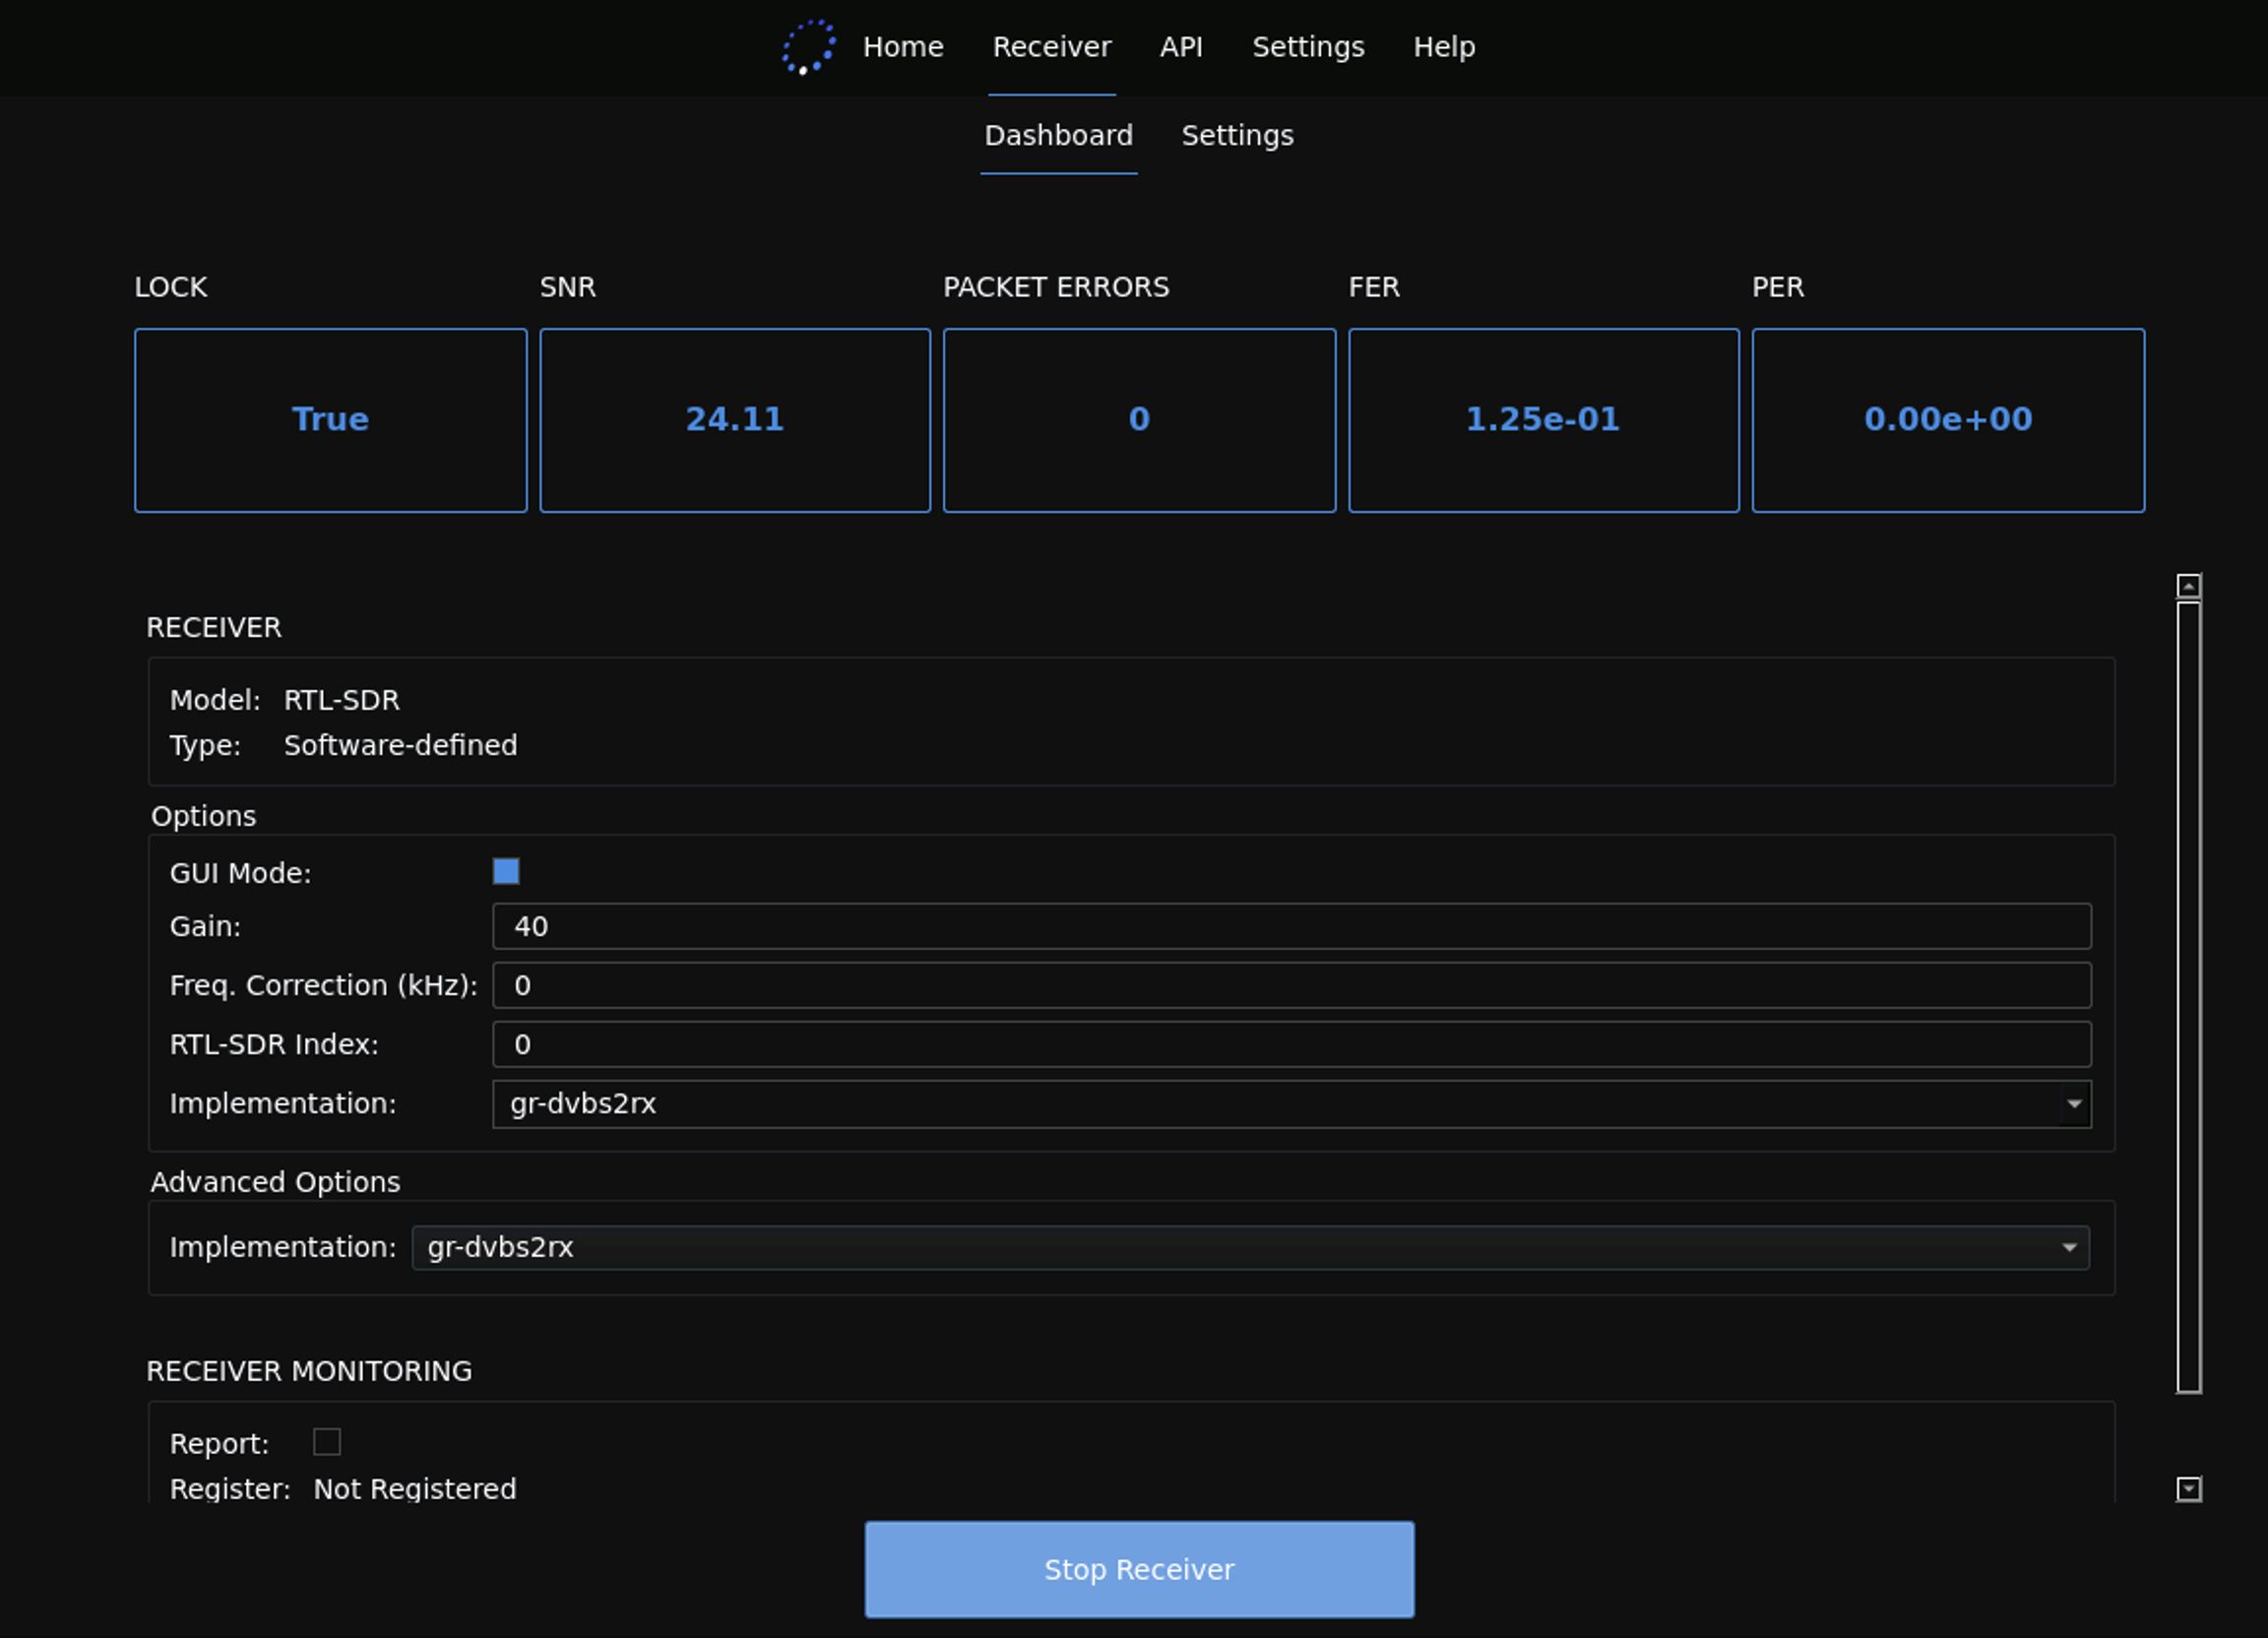 Home Receiver API Settings Help
Dashboard Settings
LOCK SNR PACKET ERRORS FER PER
True 24.11 0 1.25e-01 0.00e+00
RECEIVER
Model: RTL-SDR
Type: Software-defined
Options
GUI Mode:
Gain: 40
Freq. Correction (kHz): 0
RTL-SDR Index: 0
Implementation: gr-dvbs2rx
Advanced Options
Implementation: gr-dvbs2rx
RECEIVER MONITORING
Report:
Register: Not Registered
Stop Receiver